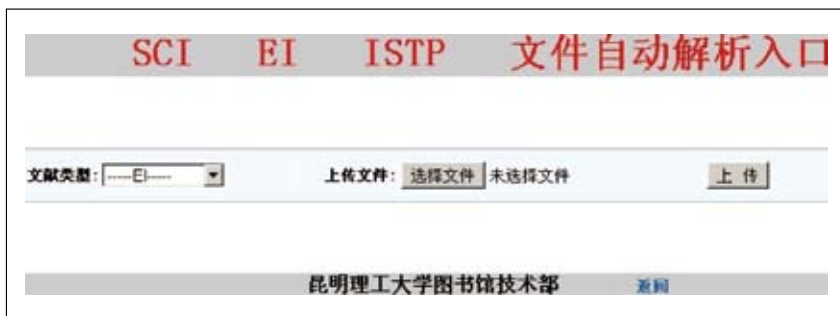 SCI EI ISTP 文件自动解析入口
文献类型: -----EI----- 上传文件: 选择文件 未选择文件 上 传
昆明理工大学图书馆技术部 返回